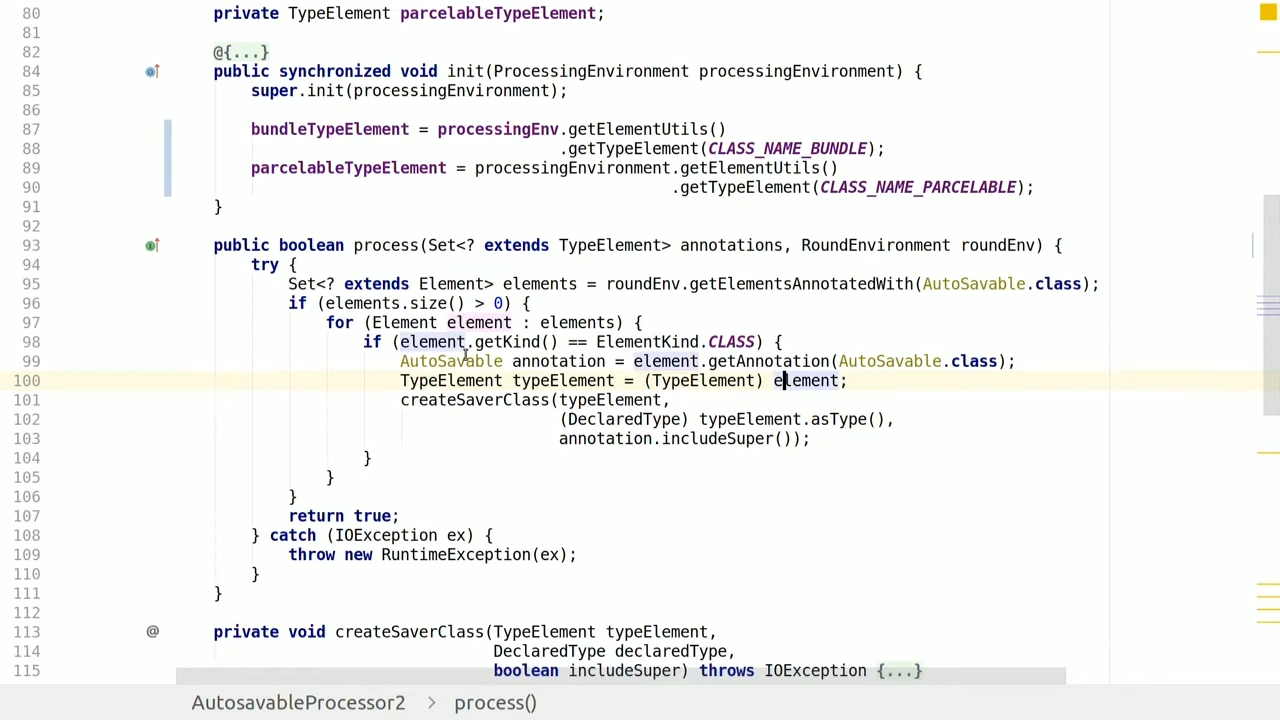 80 private TypeElement parcelableTypeElement;
81
82 @{...}
84 public synchronized void init(ProcessingEnvironment processingEnvironment) {
85 super.init(processingEnvironment);
86
87 bundleTypeElement = processingEnv.getElementUtils()
88 .getTypeElement(CLASS_NAME_BUNDLE);
89 parcelableTypeElement = processingEnvironment.getElementUtils()
90 .getTypeElement(CLASS_NAME_PARCELABLE);
91 }
92
93 public boolean process(Set<? extends TypeElement> annotations, RoundEnvironment roundEnv) {
94 try {
95 Set<? extends Element> elements = roundEnv.getElementsAnnotatedWith(AutoSavable.class);
96 if (elements.size() > 0) {
97 for (Element element : elements) {
98 if (element.getKind() == ElementKind.CLASS) {
99 AutoSavable annotation = element.getAnnotation(AutoSavable.class);
100 TypeElement typeElement = (TypeElement) element;
101 createSaverClass(typeElement,
102 (DeclaredType) typeElement.asType(),
103 annotation.includeSuper());
104 }
105 }
106 }
107 return true;
108 } catch (IOException ex) {
109 throw new RuntimeException(ex);
110 }
111 }
112
113 @ private void createSaverClass(TypeElement typeElement,
114 DeclaredType declaredType,
115 boolean includeSuper) throws IOException {...}
AutosavableProcessor2 > process()